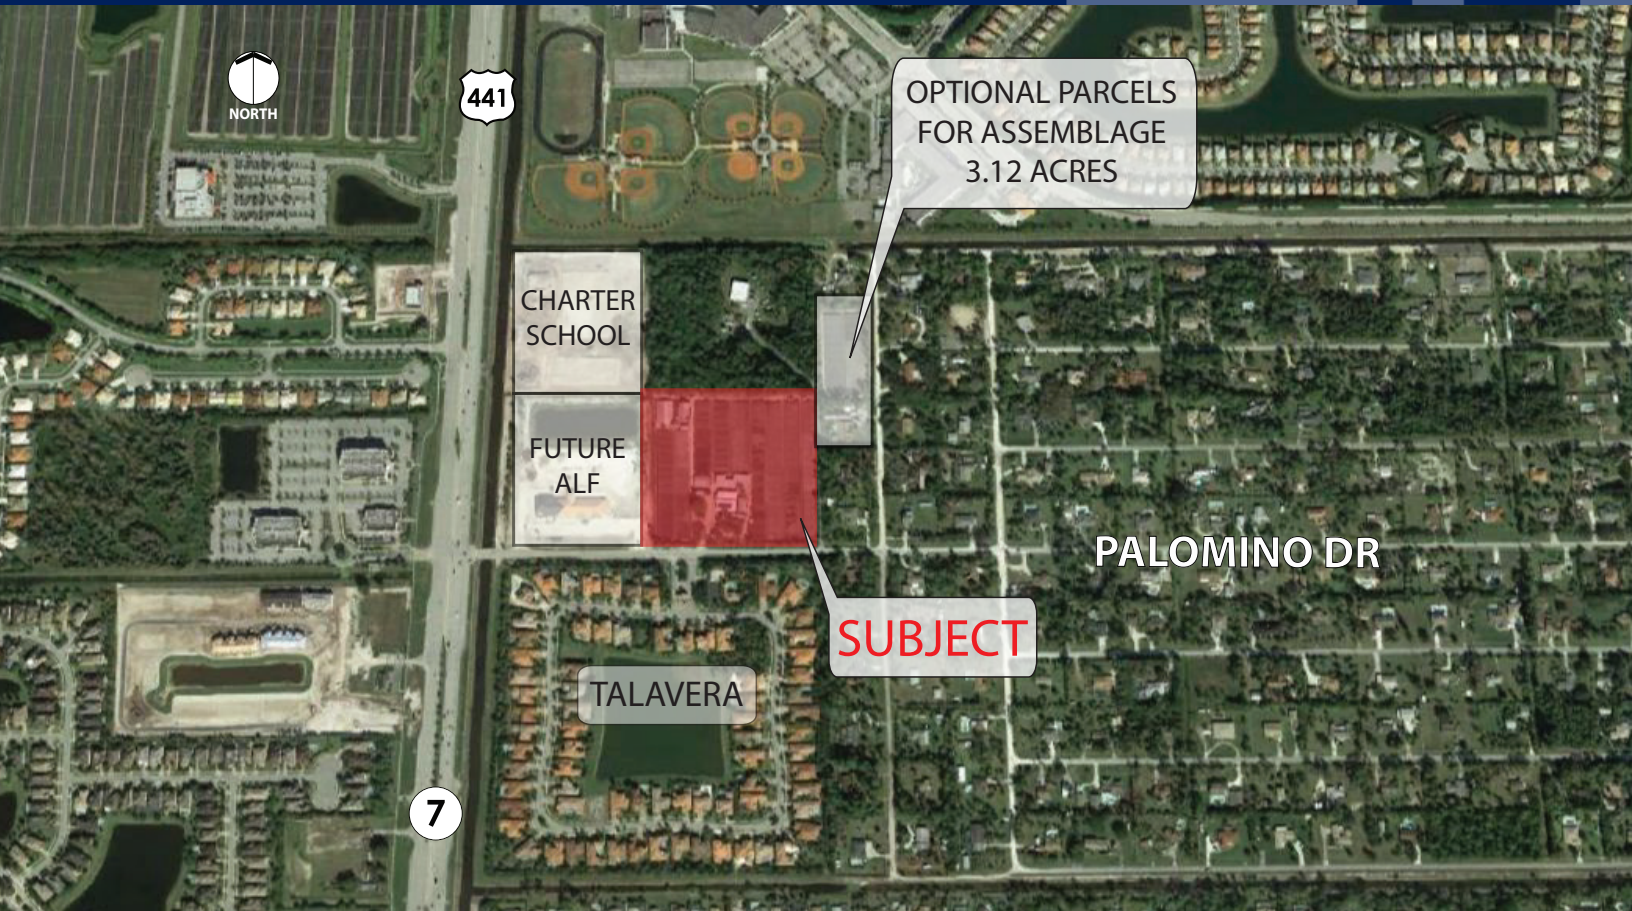 NORTH
441
OPTIONAL PARCELS
FOR ASSEMBLAGE
3.12 ACRES
CHARTER
SCHOOL
FUTURE
ALF
PALOMINO DR
SUBJECT
TALAVERA
7